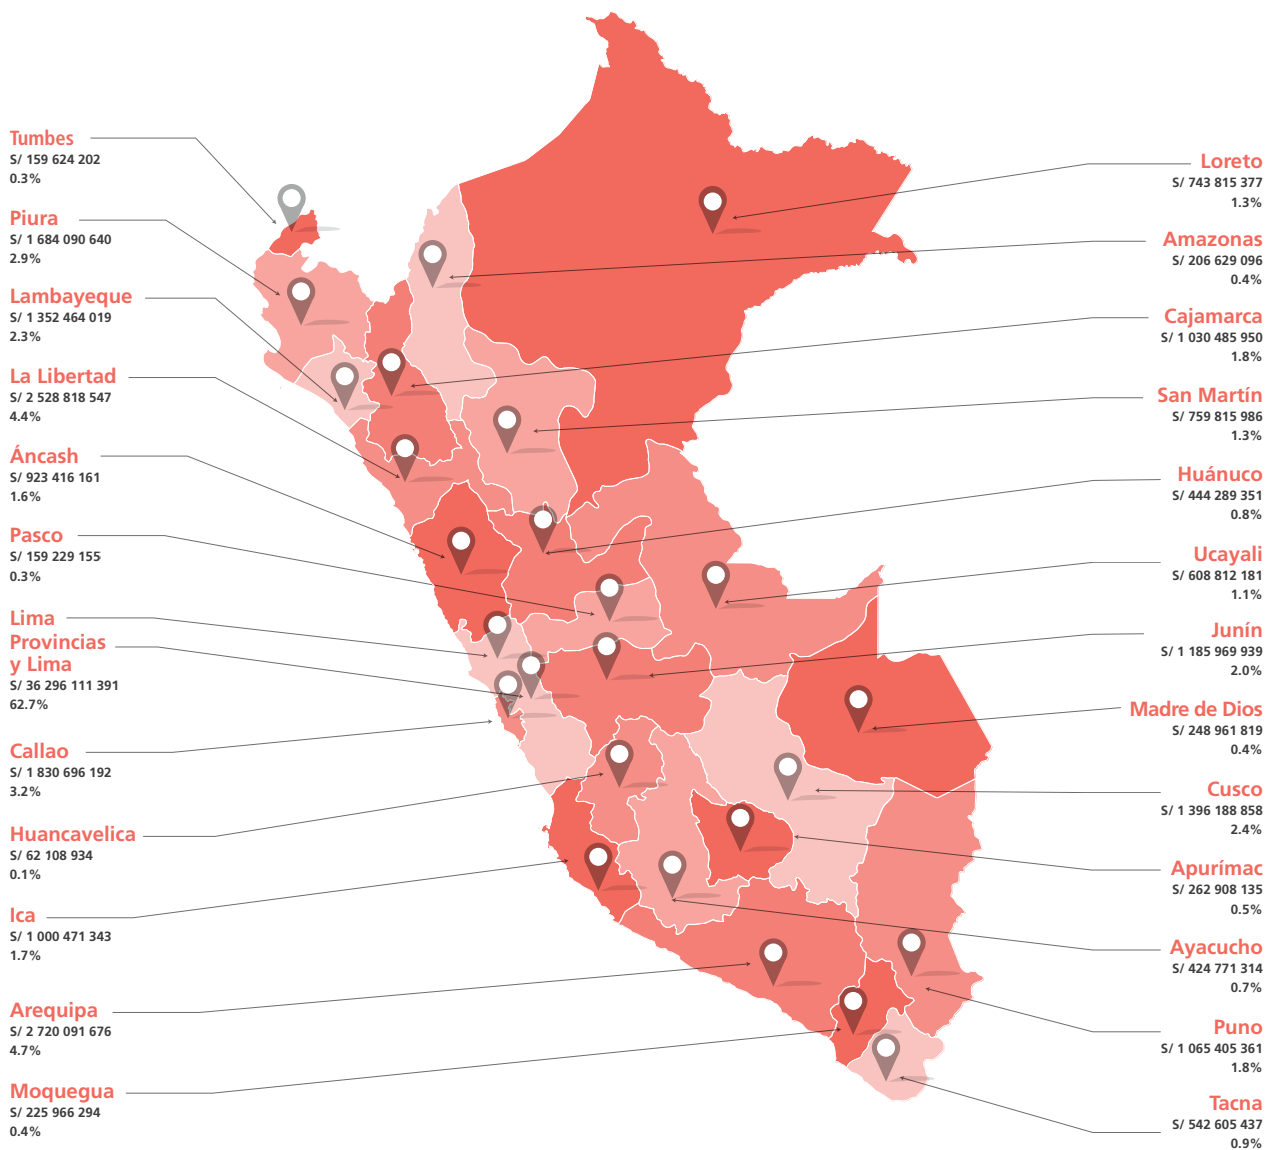 Tumbes
S/ 159 624 202
0.3%
Piura
S/ 1 684 090 640
2.9%
Lambayeque
S/ 1 352 464 019
2.3%
La Libertad
S/ 2 528 818 547
4.4%
Áncash
S/ 923 416 161
1.6%
Pasco
S/ 159 229 155
0.3%
Lima
Provincias
y Lima
S/ 36 296 111 391
62.7%
Callao
S/ 1 830 696 192
3.2%
Huancavelica
S/ 62 108 934
0.1%
Ica
S/ 1 000 471 343
1.7%
Arequipa
S/ 2 720 091 676
4.7%
Moquegua
S/ 225 966 294
0.4%
Loreto
S/ 743 815 377
1.3%
Amazonas
S/ 206 629 096
0.4%
Cajamarca
S/ 1 030 485 950
1.8%
San Martín
S/ 759 815 986
1.3%
Huánuco
S/ 444 289 351
0.8%
Ucayali
S/ 608 812 181
1.1%
Junín
S/ 1 185 969 939
2.0%
Madre de Dios
S/ 248 961 819
0.4%
Cusco
S/ 1 396 188 858
2.4%
Apurímac
S/ 262 908 135
0.5%
Ayacucho
S/ 424 771 314
0.7%
Puno
S/ 1 065 405 361
1.8%
Tacna
S/ 542 605 437
0.9%